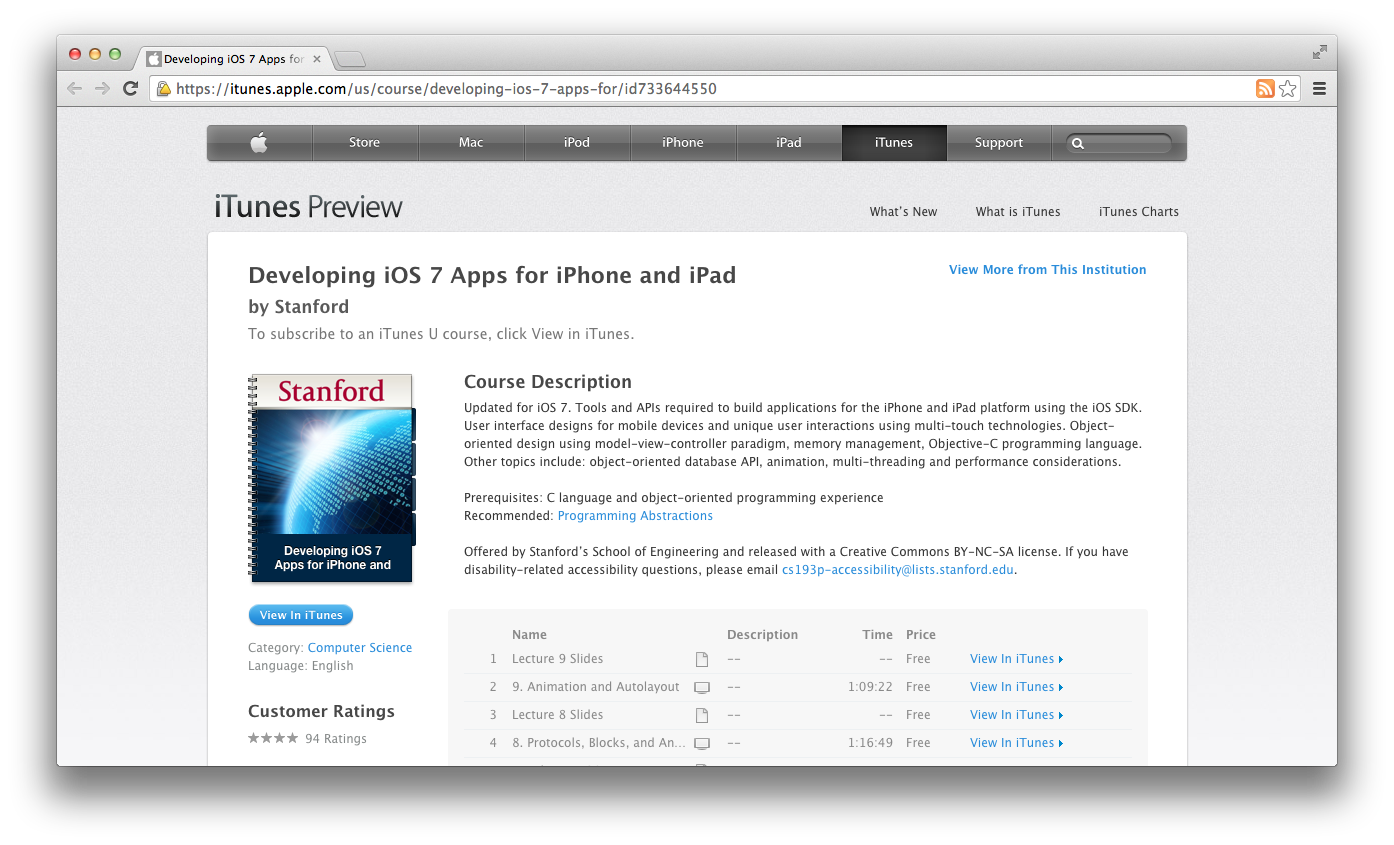 Developing iOS 7 Apps for
https://itunes.apple.com/us/course/developing-ios-7-apps-for/id733644550
Store Mac iPod iPhone iPad iTunes Support
iTunes Preview
What's New What is iTunes iTunes Charts
Developing iOS 7 Apps for iPhone and iPad
View More from This Institution
by Stanford
To subscribe to an iTunes U course, click View in iTunes.
Stanford
Developing iOS 7
Apps for iPhone and
View In iTunes
Category: Computer Science
Language: English
Customer Ratings
94 Ratings
Course Description
Updated for iOS 7. Tools and APIs required to build applications for the iPhone and iPad platform using the iOS SDK.
User interface designs for mobile devices and unique user interactions using multi-touch technologies. Object-
oriented design using model-view-controller paradigm, memory management, Objective-C programming language.
Other topics include: object-oriented database API, animation, multi-threading and performance considerations.
Prerequisites: C language and object-oriented programming experience
Recommended: Programming Abstractions
Offered by Stanford's School of Engineering and released with a Creative Commons BY-NC-SA license. If you have
disability-related accessibility questions, please email cs193p-accessibility@lists.stanford.edu.
Name Description Time Price
1 Lecture 9 Slides -- -- Free View In iTunes
2 9. Animation and Autolayout -- 1:09:22 Free View In iTunes
3 Lecture 8 Slides -- -- Free View In iTunes
4 8. Protocols, Blocks, and An... -- 1:16:49 Free View In iTunes